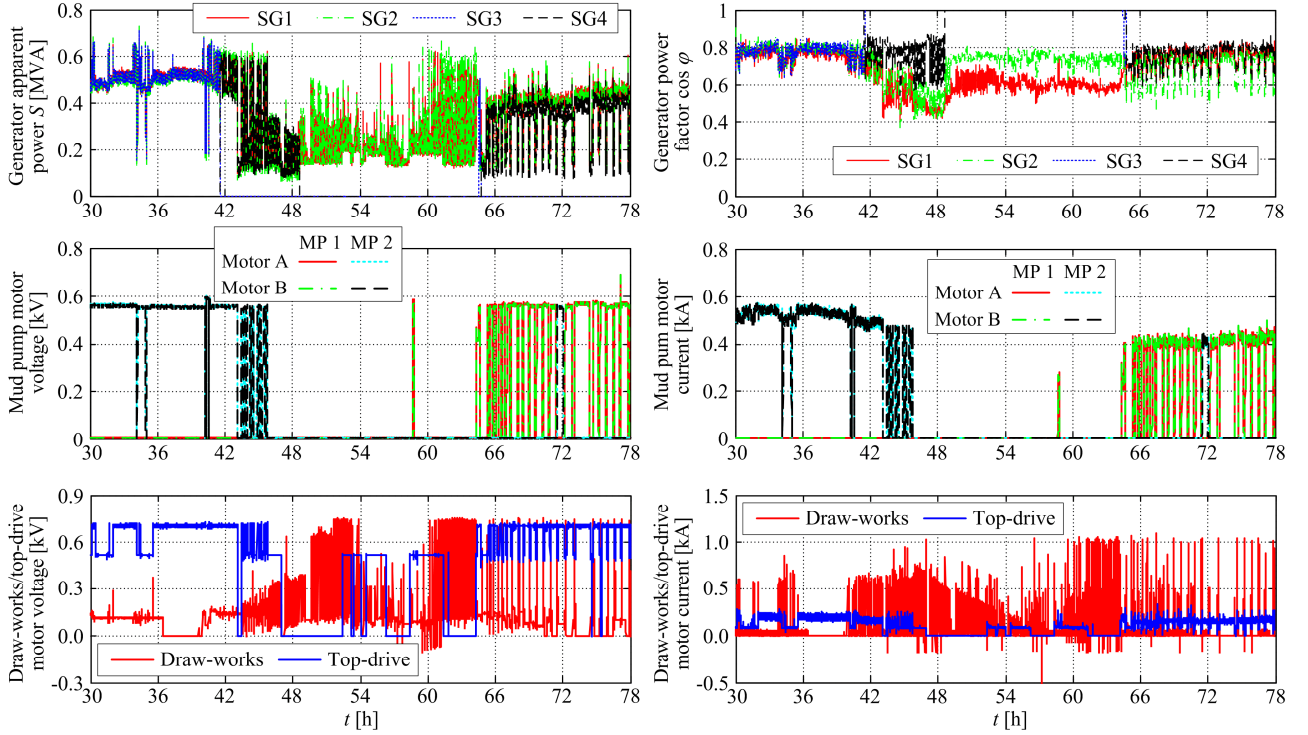 SG1 SG2 SG3 SG4
Generator apparent
power S [MVA]
0.8
0.6
0.4
0.2
0
30 36 42 48 54 60 66 72 78
Generator power
factor cos φ
1
0.8
0.6
0.4
0.2
0
SG1 SG2 SG3 SG4
30 36 42 48 54 60 66 72 78
Mud pump motor
voltage [kV]
0.8
0.6
0.4
0.2
0
MP 1 MP 2
Motor A
Motor B
30 36 42 48 54 60 66 72 78
Mud pump motor
current [kA]
0.8
0.6
0.4
0.2
0
MP 1 MP 2
Motor A
Motor B
30 36 42 48 54 60 66 72 78
Draw-works/top-drive
motor voltage [kV]
0.9
0.6
0.3
0.0
-0.3
Draw-works Top-drive
30 36 42 48 54 60 66 72 78
t [h]
Draw-works/top-drive
motor current [kA]
1.5
1.0
0.5
0.0
-0.5
Draw-works Top-drive
30 36 42 48 54 60 66 72 78
t [h]